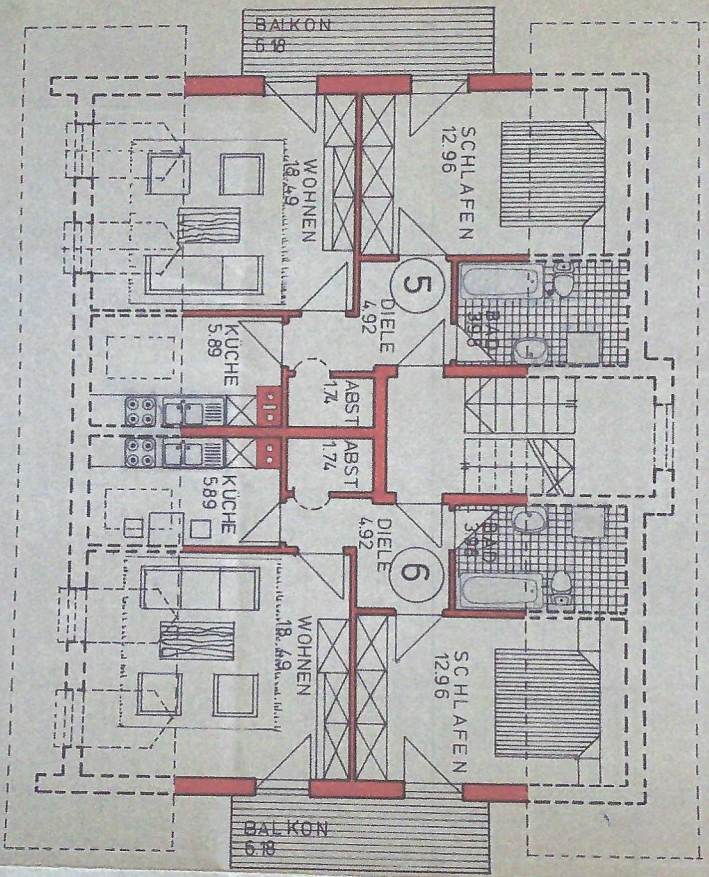 BALKON
6.18
SCHLAFEN
12.96
WOHNEN
18.49
5
DIELE
4.92
BAD
3.98
KÜCHE
5.89
ABST
1.74
ABST
1.74
KÜCHE
5.89
DIELE
4.92
6
BAD
3.98
WOHNEN
18.49
SCHLAFEN
12.96
BALKON
6.18